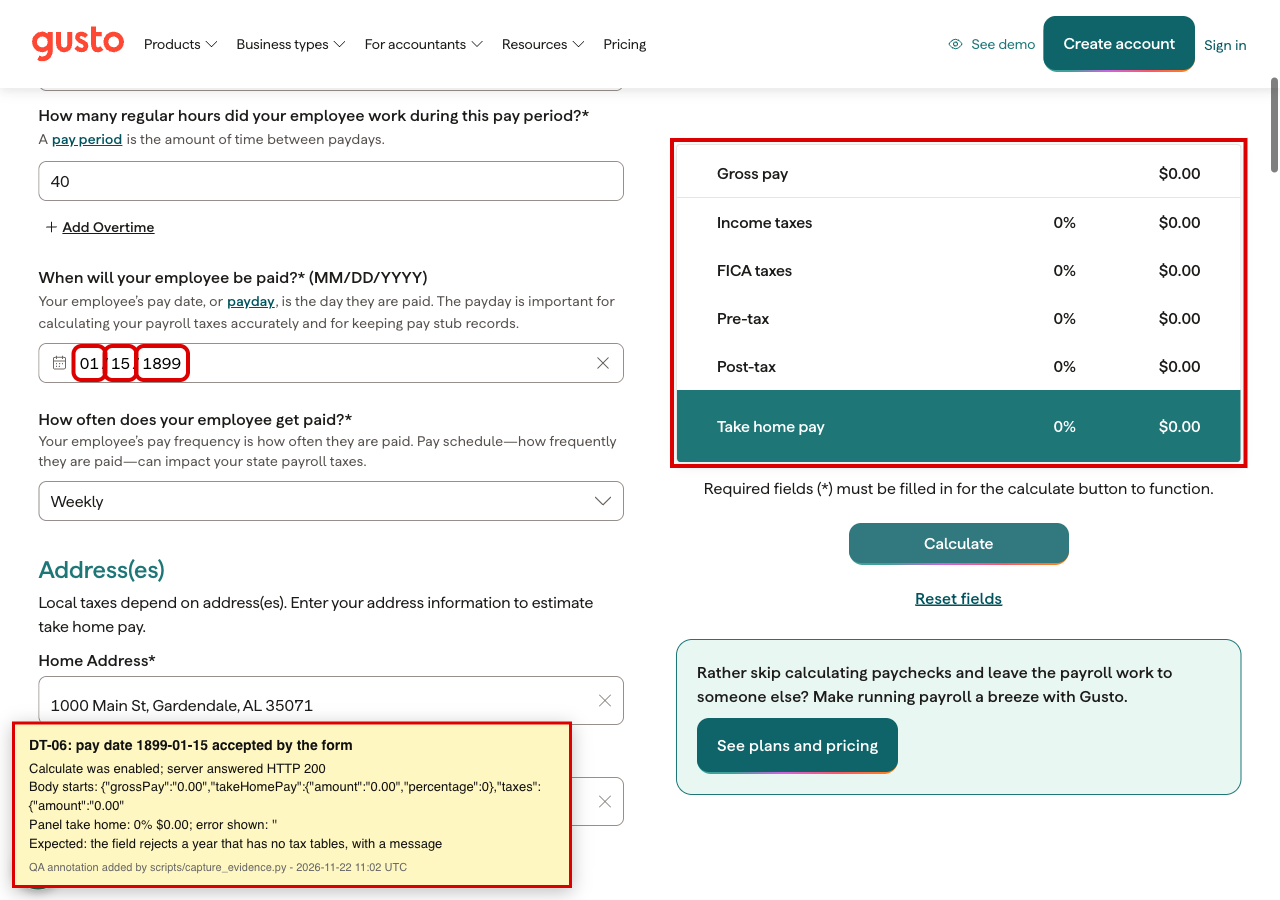 gusto
Products
Business types
For accountants
Resources
Pricing
See demo
Create account
Sign in
How many regular hours did your employee work during this pay period?*
A pay period is the amount of time between paydays.
40
Add Overtime
When will your employee be paid?* (MM/DD/YYYY)
Your employee's pay date, or payday, is the day they are paid. The payday is important for
calculating your payroll taxes accurately and for keeping pay stub records.
01/15/1899
How often does your employee get paid?*
Your employee's pay frequency is how often they are paid. Pay schedule—how frequently
they are paid—can impact your state payroll taxes.
Weekly
Address(es)
Local taxes depend on address(es). Enter your address information to estimate
take home pay.
Home Address*
1000 Main St, Gardendale, AL 35071
DT-06: pay date 1899-01-15 accepted by the form
Calculate was enabled; server answered HTTP 200
Body starts: {"grossPay":"0.00","takeHomePay":{"amount":"0.00","percentage":0},"taxes":
{"amount":"0.00"
Panel take home: 0% $0.00; error shown: ''
Expected: the field rejects a year that has no tax tables, with a message
QA annotation added by scripts/capture_evidence.py - 2026-11-22 11:02 UTC
Gross pay $0.00
Income taxes 0% $0.00
FICA taxes 0% $0.00
Pre-tax 0% $0.00
Post-tax 0% $0.00
Take home pay 0% $0.00
Required fields (*) must be filled in for the calculate button to function.
Calculate
Reset fields
Rather skip calculating paychecks and leave the payroll work to
someone else? Make running payroll a breeze with Gusto.
See plans and pricing